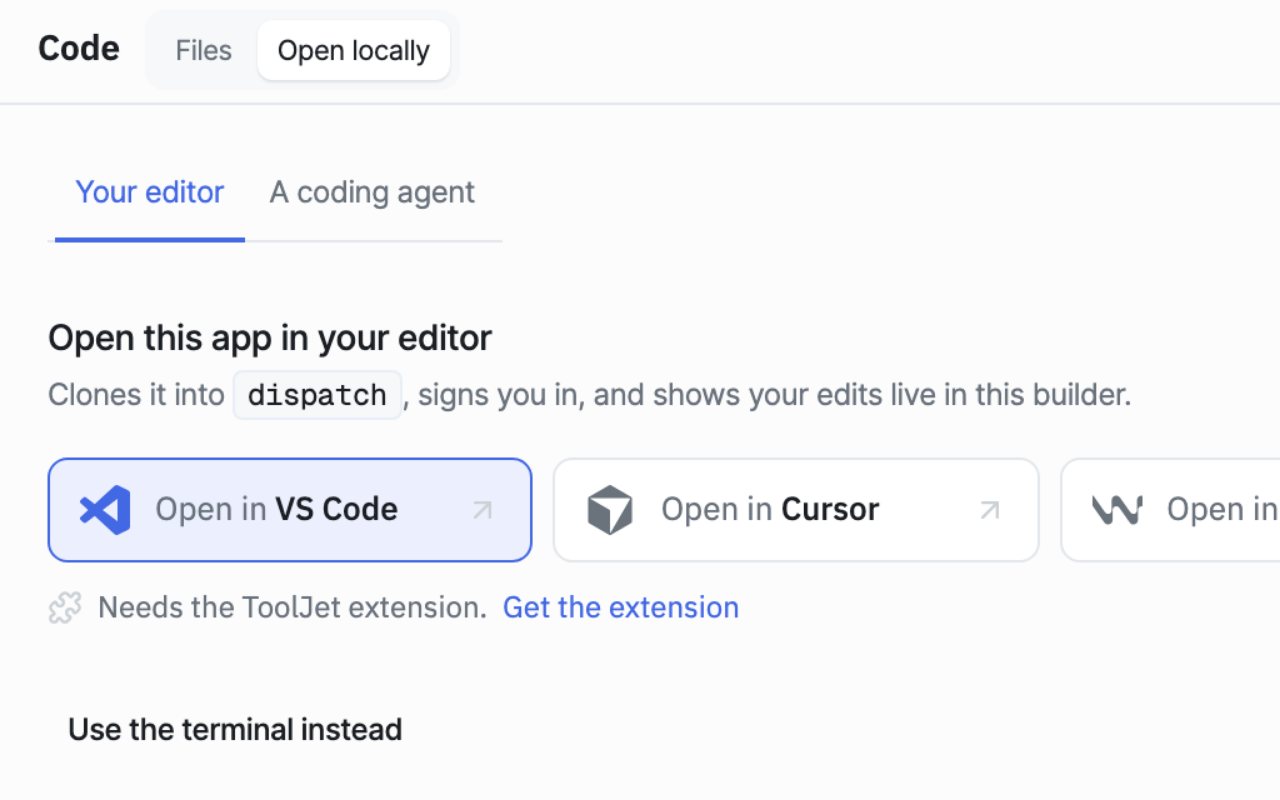 Code Files Open locally
Your editor A coding agent
Open this app in your editor
Clones it into dispatch, signs you in, and shows your edits live in this builder.
Open in VS Code Open in Cursor Open in
Needs the ToolJet extension. Get the extension
Use the terminal instead